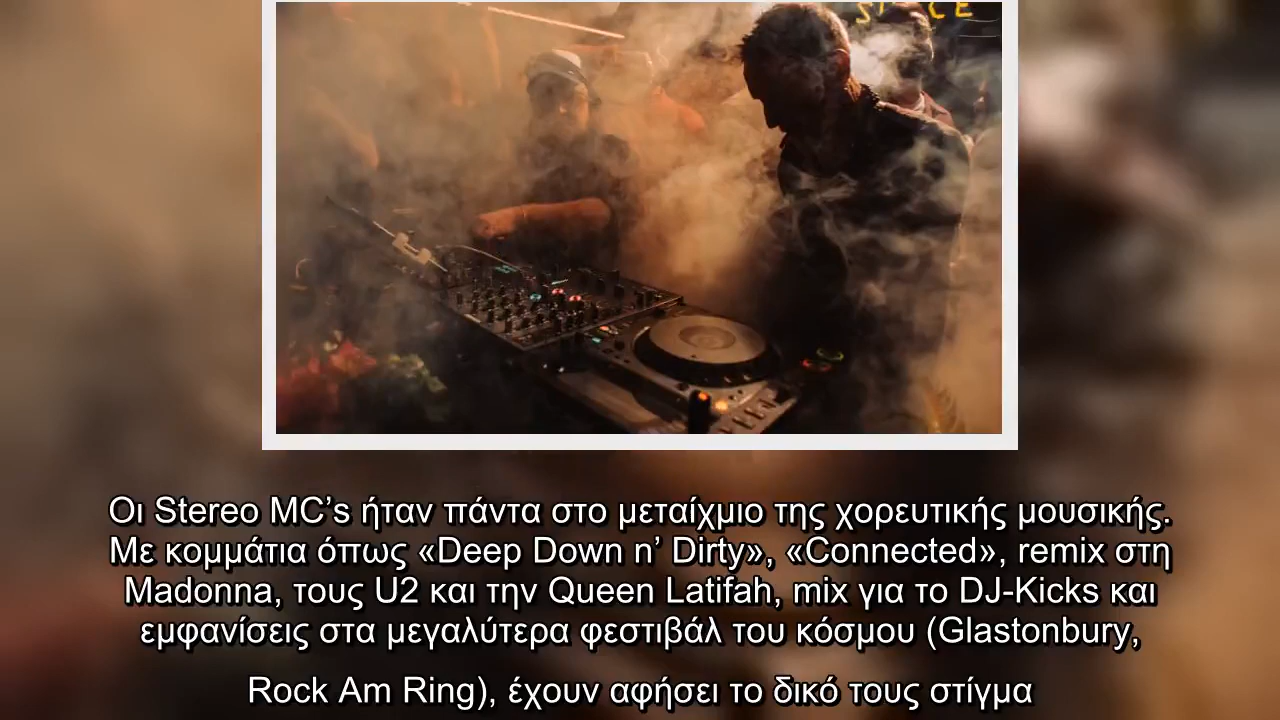 Οι Stereo MC’s ήταν πάντα στο μεταίχμιο της χορευτικής μουσικής.
Με κομμάτια όπως «Deep Down n’ Dirty», «Connected», remix στη
Madonna, τους U2 και την Queen Latifah, mix για το DJ-Kicks και
εμφανίσεις στα μεγαλύτερα φεστιβάλ του κόσμου (Glastonbury,
Rock Am Ring), έχουν αφήσει το δικό τους στίγμα